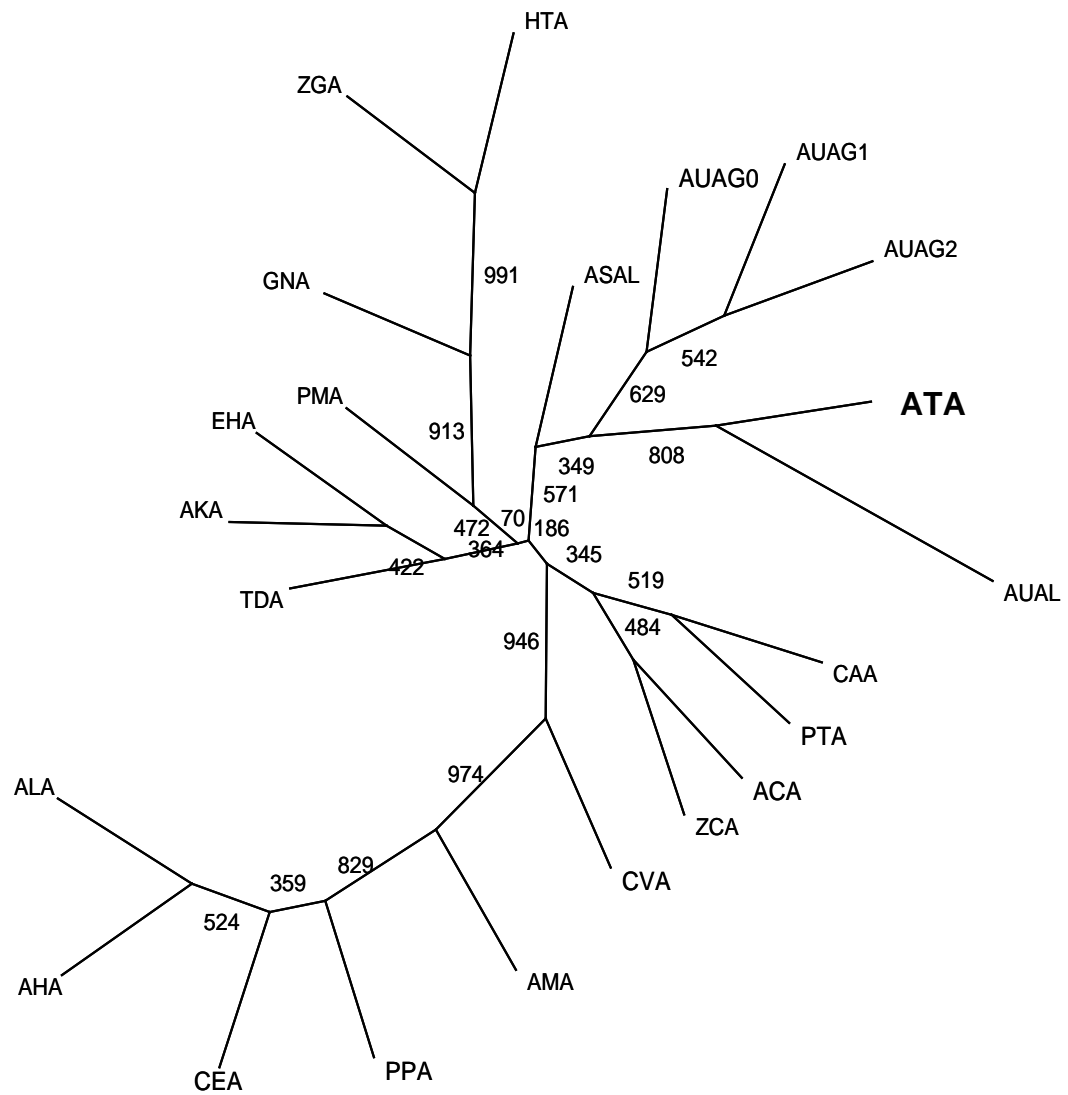 HTA
ZGA
AUAG1
AUAG0
AUAG2
991
ASAL
GNA
542
629
PMA
ATA
EHA
913
349
808
571
AKA
472
70
186
364
345
422
519
TDA
AUAL
484
946
CAA
PTA
974
ALA
ACA
ZCA
829
359
CVA
524
AHA
AMA
CEA
PPA